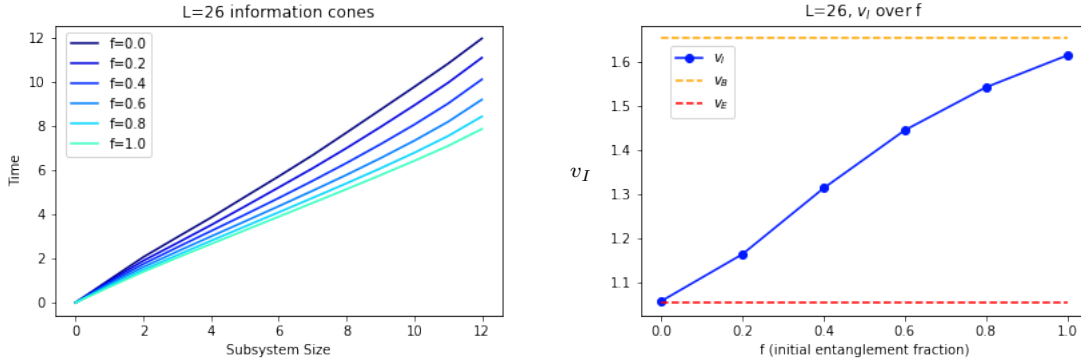 L=26 information cones
12
10
8
6
4
2
0
Time
f=0.0
f=0.2
f=0.4
f=0.6
f=0.8
f=1.0
0 2 4 6 8 10 12
Subsystem Size
L=26, v_I over f
v_I
1.6
1.5
1.4
1.3
1.2
1.1
v_I
v_B
v_E
0.0 0.2 0.4 0.6 0.8 1.0
f (initial entanglement fraction)